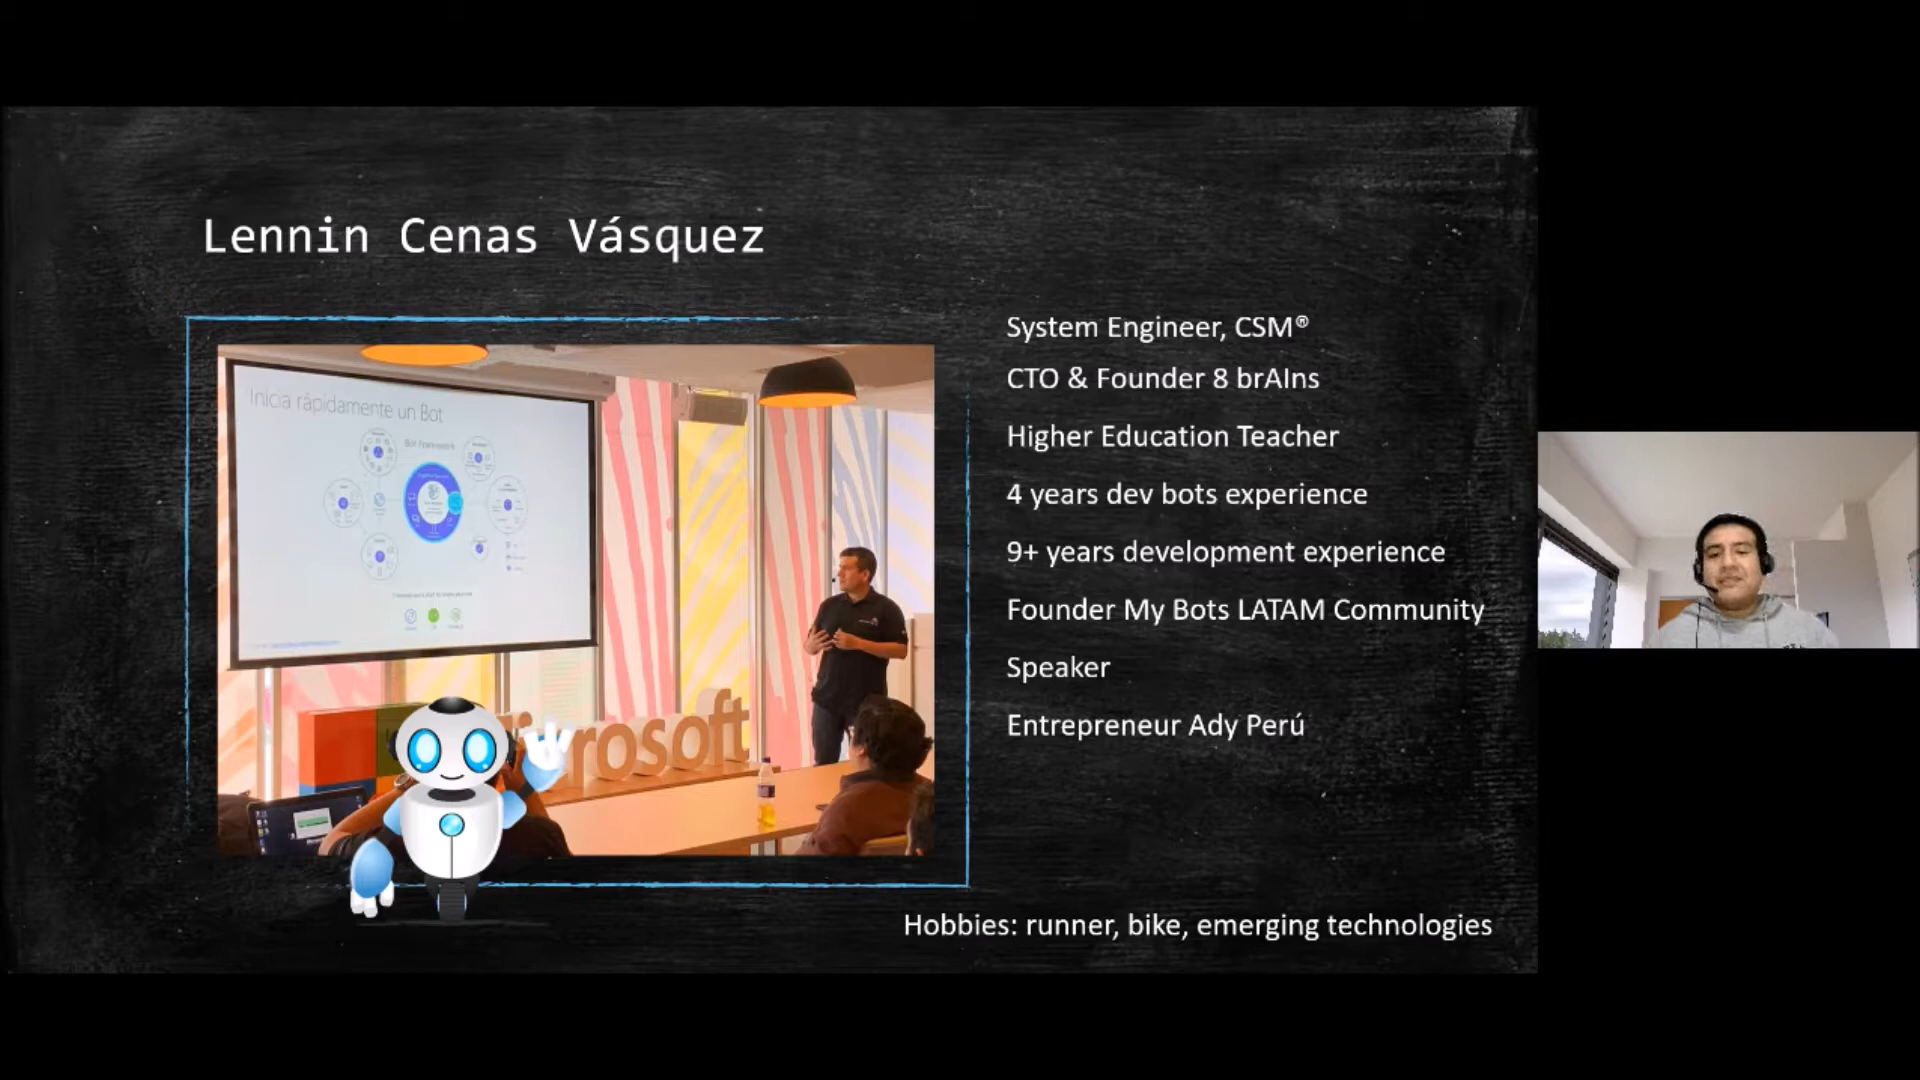 Lennin Cenas Vásquez
Inicia rápidamente un Bot
Bot Framework
rosoft
System Engineer, CSM®
CTO & Founder 8 brAIns
Higher Education Teacher
4 years dev bots experience
9+ years development experience
Founder My Bots LATAM Community
Speaker
Entrepreneur Ady Perú
Hobbies: runner, bike, emerging technologies